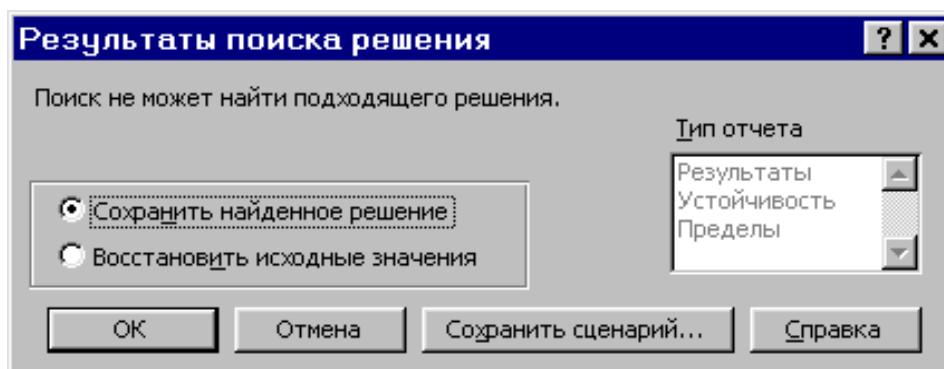 Результаты поиска решения
Поиск не может найти подходящего решения.
Тип отчета
Результаты
Устойчивость
Пределы
Сохранить найденное решение
Восстановить исходные значения
ОК
Отмена
Сохранить сценарий...
Справка